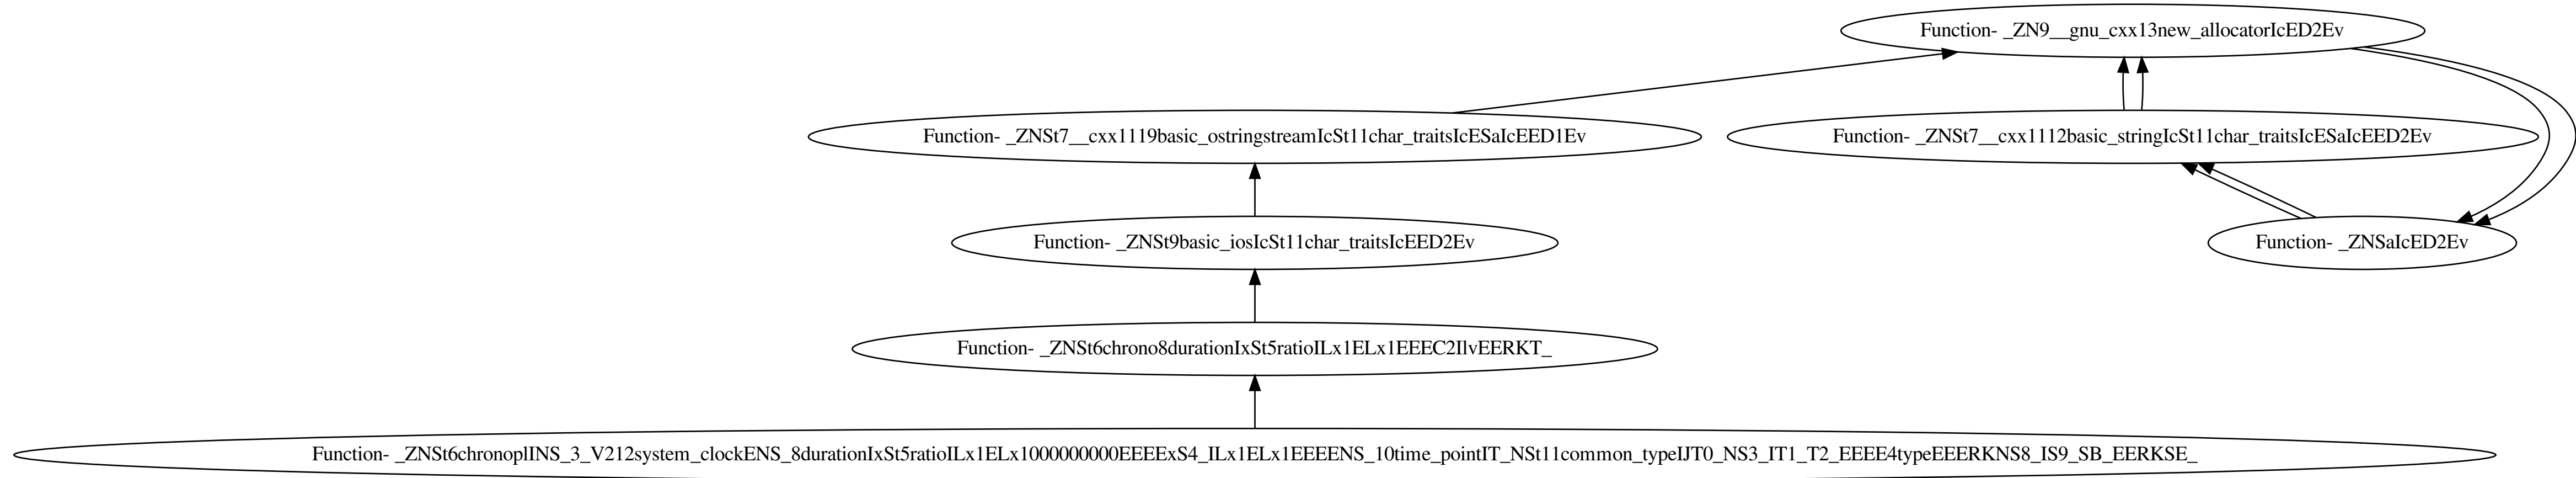 Function- _ZN9__gnu_cxx13new_allocatorIcED2Ev
Function- _ZNSt7__cxx1119basic_ostringstreamIcSt11char_traitsIcESaIcEED1Ev
Function- _ZNSt7__cxx1112basic_stringIcSt11char_traitsIcESaIcEED2Ev
Function- _ZNSt9basic_iosIcSt11char_traitsIcEED2Ev
Function- _ZNSaIcED2Ev
Function- _ZNSt6chrono8durationIxSt5ratioILx1ELx1EEEC2IlvEERKT_
Function- _ZNSt6chronoplINS_3_V212system_clockENS_8durationIxSt5ratioILx1ELx1000000000EEEExS4_ILx1ELx1EEEENS_10time_pointIT_NSt11common_typeIJT0_NS3_IT1_T2_EEEE4typeEEERKNS8_IS9_SB_EERKSE_